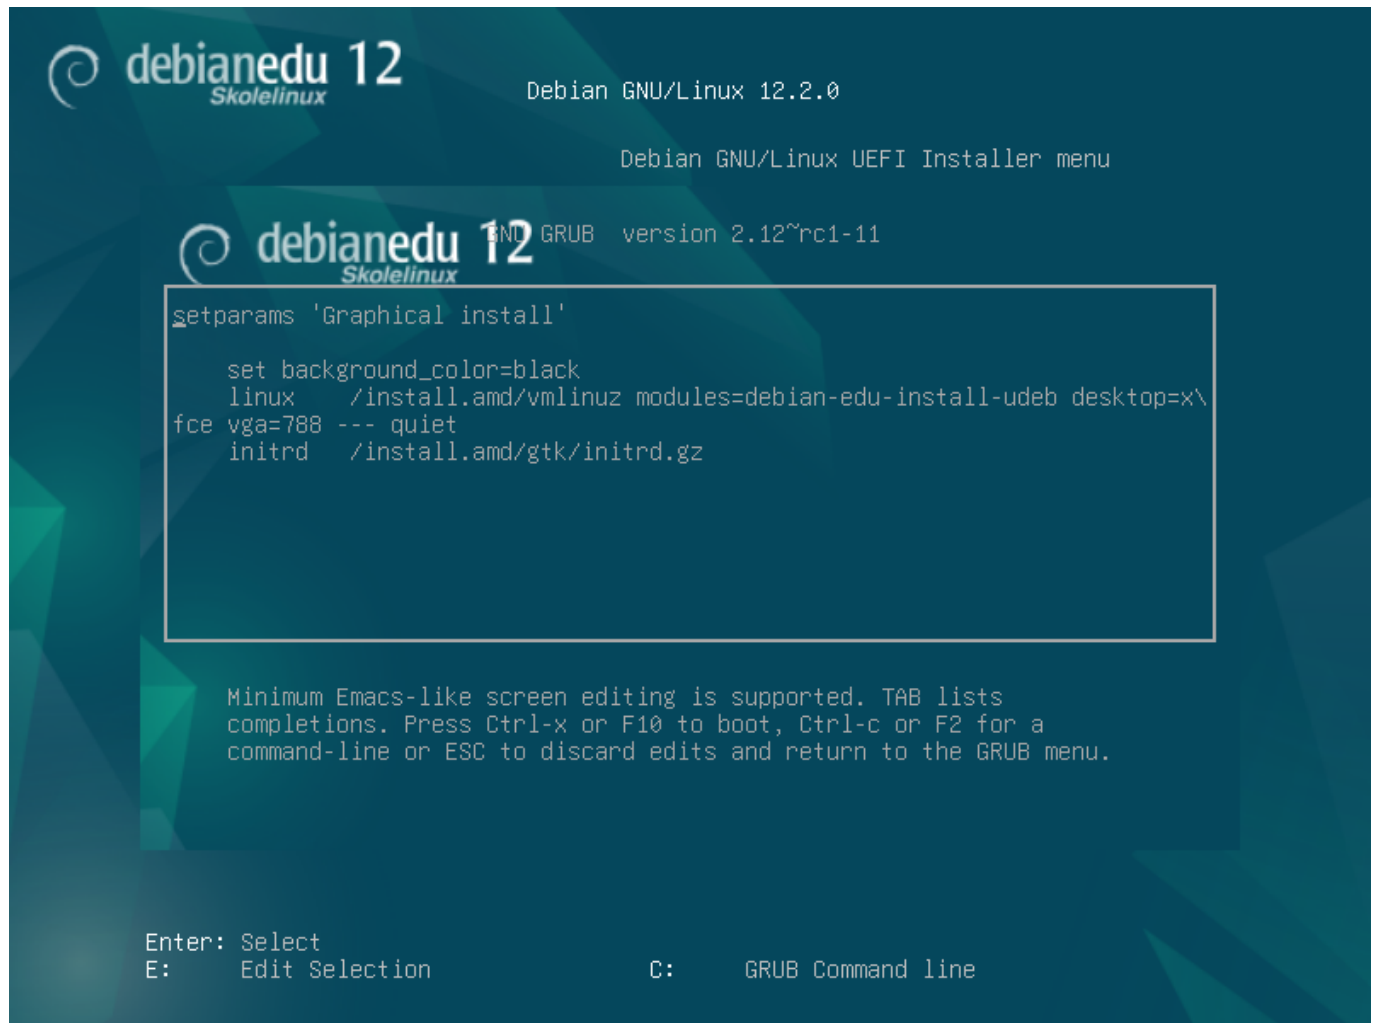 debianedu 12
Skolelinux
Debian GNU/Linux 12.2.0
Debian GNU/Linux UEFI Installer menu
debianedu 12
Skolelinux
GNU GRUB  version 2.12~rc1-11
setparams 'Graphical install'
set background_color=black
linux    /install.amd/vmlinuz modules=debian-edu-install-udeb desktop=x\
fce vga=788 --- quiet
initrd   /install.amd/gtk/initrd.gz
Minimum Emacs-like screen editing is supported. TAB lists
completions. Press Ctrl-x or F10 to boot, Ctrl-c or F2 for a
command-line or ESC to discard edits and return to the GRUB menu.
Enter: Select
E:     Edit Selection     C:     GRUB Command line